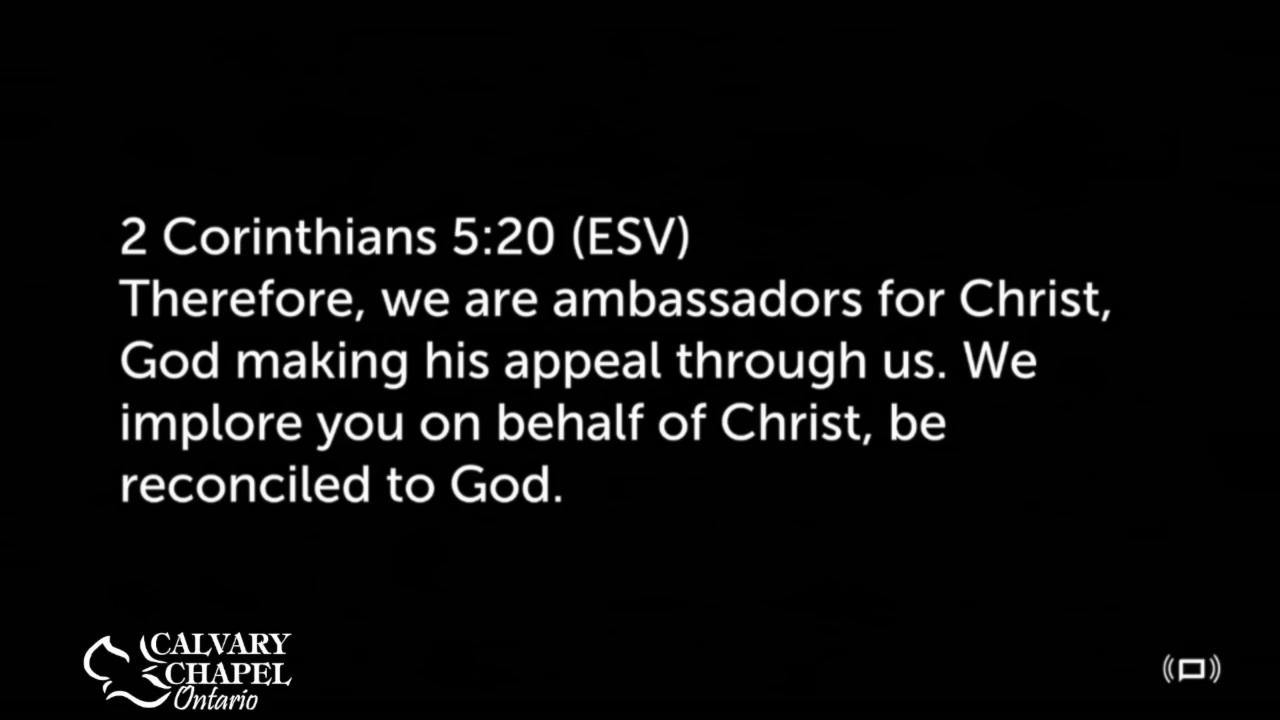 2 Corinthians 5:20 (ESV)
Therefore, we are ambassadors for Christ,
God making his appeal through us. We
implore you on behalf of Christ, be
reconciled to God.
CALVARY
CHAPEL
Ontario